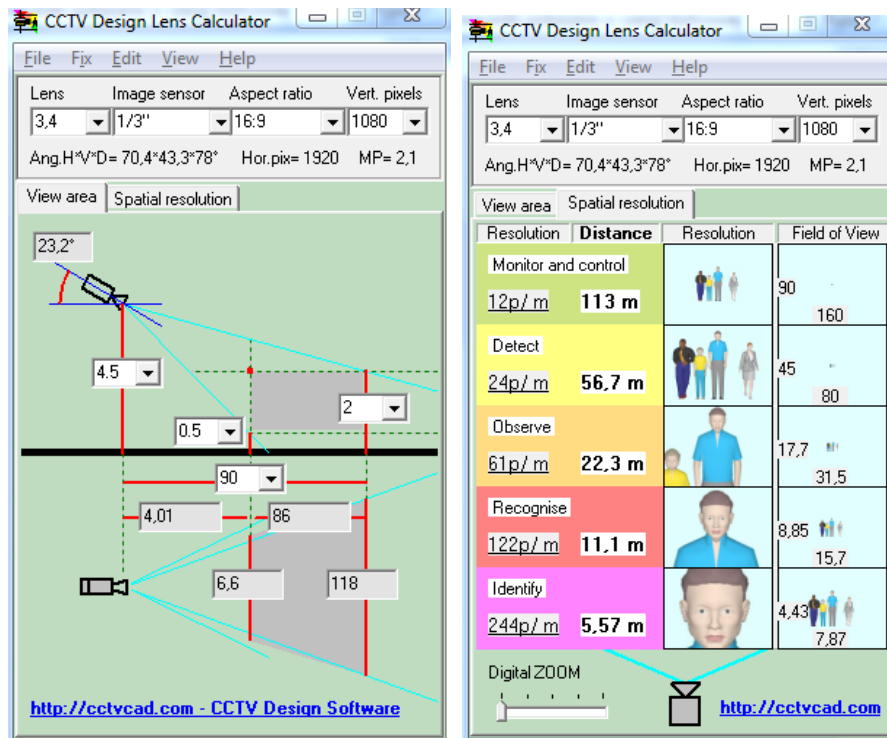 CCTV Design Lens Calculator
File Fix Edit View Help
Lens Image sensor Aspect ratio Vert. pixels
3,4 1/3" 16:9 1080
Ang.H*V*D= 70,4*43,3*78° Hor.pix= 1920 MP= 2,1
View area Spatial resolution
23,2°
4.5
2
0.5
90
4,01 86
6,6 118
http://cctvcad.com - CCTV Design Software
CCTV Design Lens Calculator
File Fix Edit View Help
Lens Image sensor Aspect ratio Vert. pixels
3,4 1/3" 16:9 1080
Ang.H*V*D= 70,4*43,3*78° Hor.pix= 1920 MP= 2,1
View area Spatial resolution
Resolution Distance Resolution Field of View
Monitor and control
90
12p/ m 113 m
160
Detect
45
24p/ m 56,7 m
80
Observe
17,7
61p/ m 22,3 m
31,5
Recognise
8,85
122p/ m 11,1 m
15,7
Identify
4,43
244p/ m 5,57 m
7,87
Digital ZOOM
http://cctvcad.com